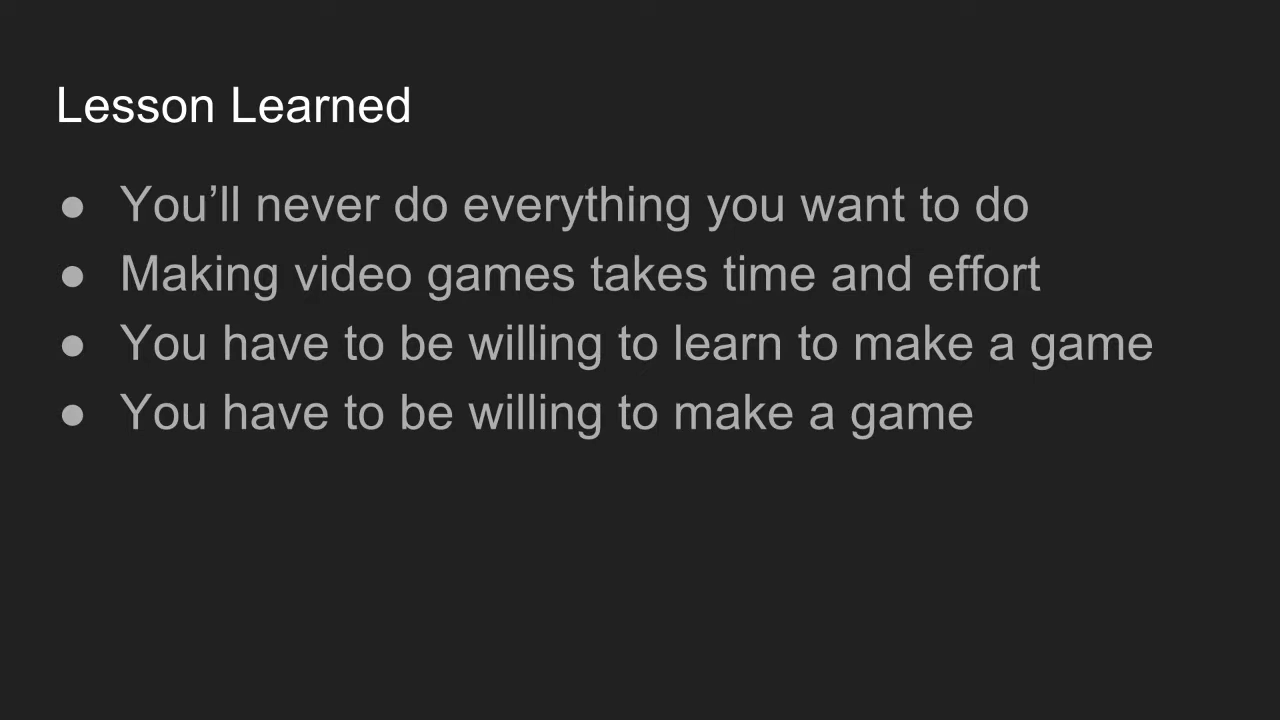 Lesson Learned
● You’ll never do everything you want to do
● Making video games takes time and effort
● You have to be willing to learn to make a game
● You have to be willing to make a game